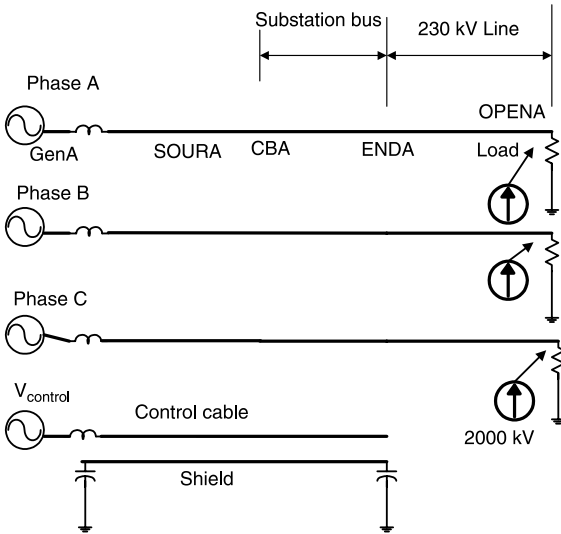 Substation bus
230 kV Line
Phase A
OPENA
GenA
SOURA
CBA
ENDA
Load
Phase B
Phase C
Vcontrol
Control cable
2000 kV
Shield